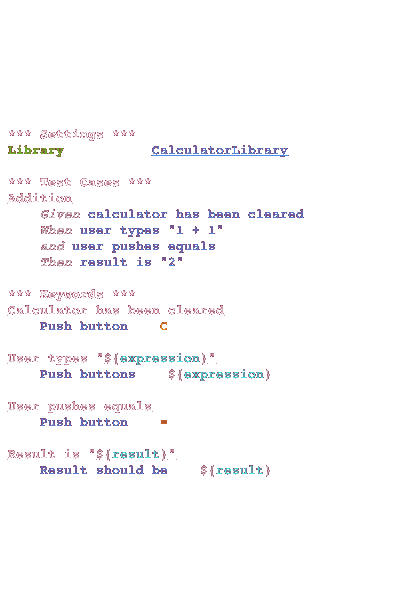 *** Settings ***
Library           CalculatorLibrary

*** Test Cases ***
Addition
    Given calculator has been cleared
    When user types "1 + 1"
    and user pushes equals
    Then result is "2"

*** Keywords ***
Calculator has been cleared
    Push button    C

User types "${expression}"
    Push buttons    ${expression}

User pushes equals
    Push button    =

Result is "${result}"
    Result should be    ${result}